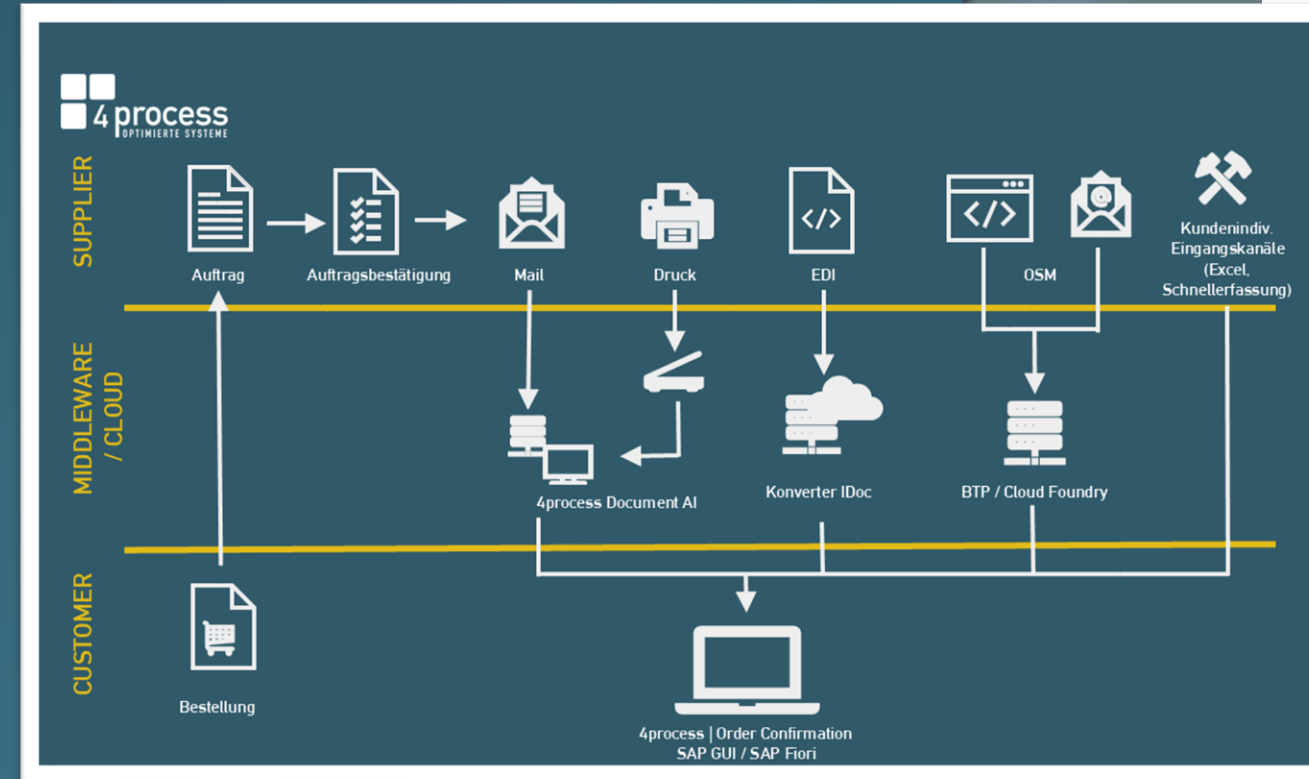 4process
OPTIMIERTE SYSTEME
SUPPLIER
Auftrag
Auftragsbestätigung
Mail
Druck
</>
EDI
</>
@
OSM
Kundenindiv.
Eingangskanäle
(Excel,
Schnellerfassung)
MIDDLEWARE
/ CLOUD
4process Document AI
Konverter IDoc
BTP / Cloud Foundry
CUSTOMER
Bestellung
4process | Order Confirmation
SAP GUI / SAP Fiori